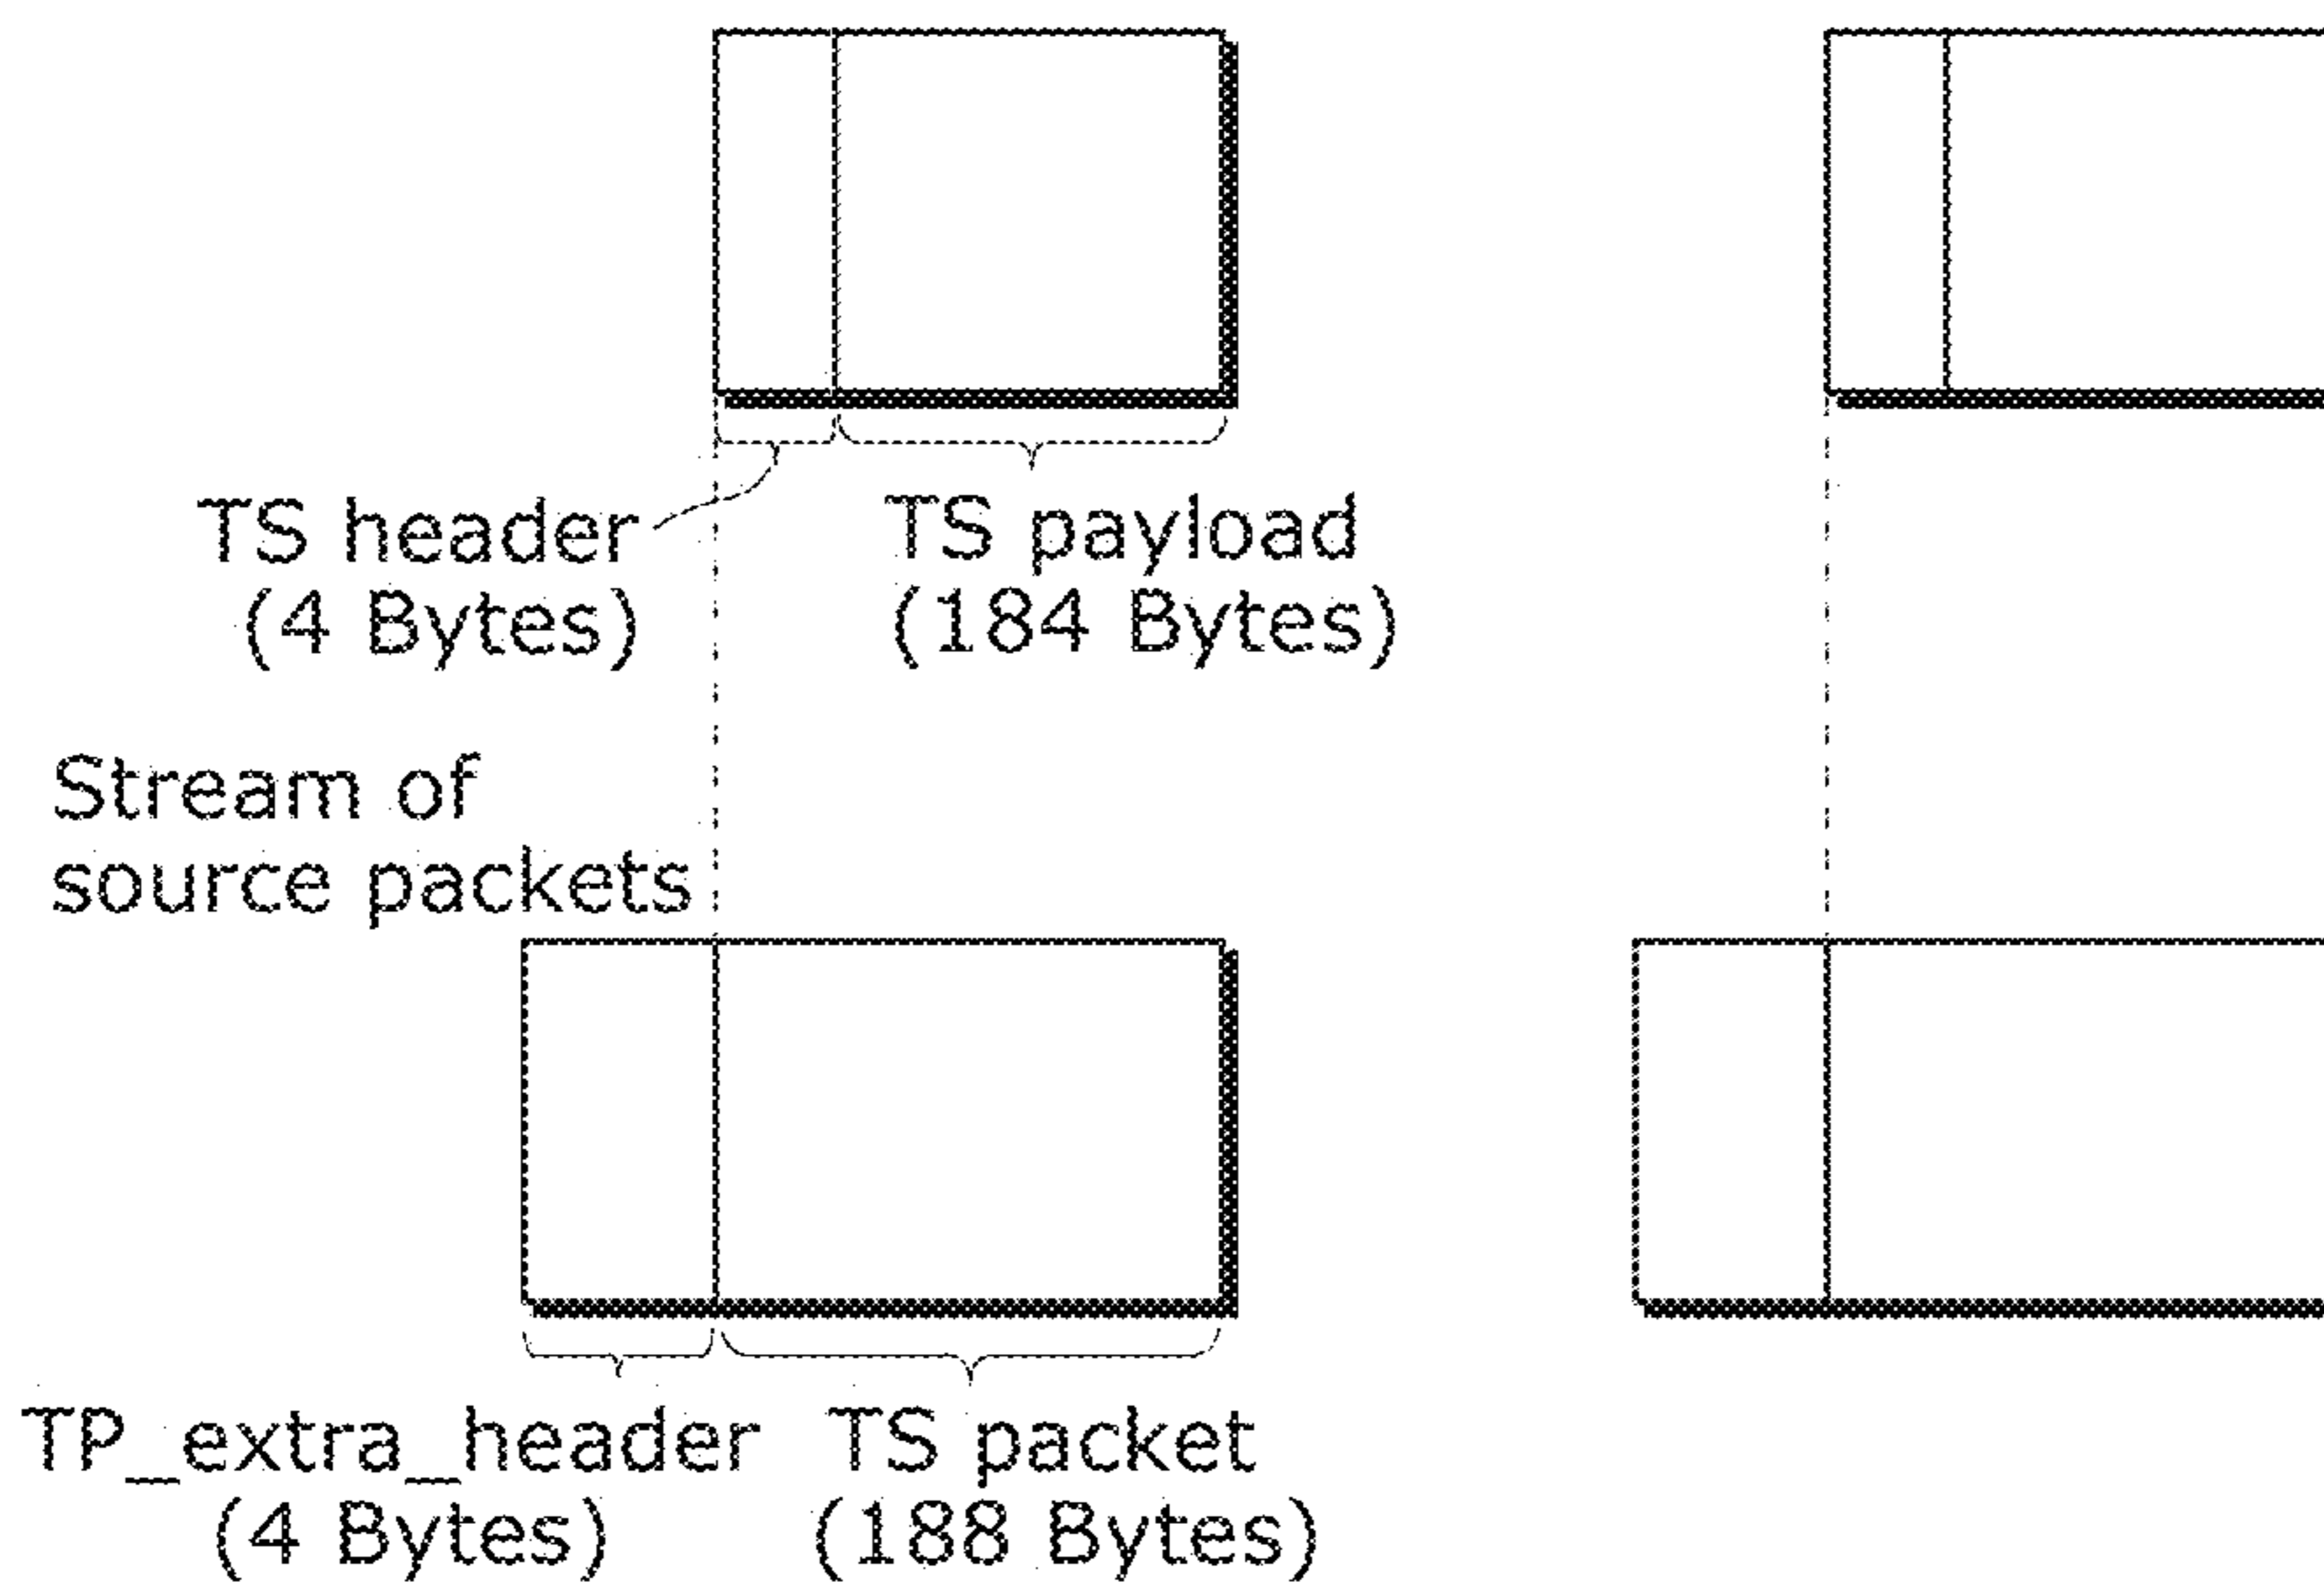 TS header
(4 Bytes)
TS payload
(184 Bytes)
Stream of
source packets
TP_extra_header
(4 Bytes)
TS packet
(188 Bytes)